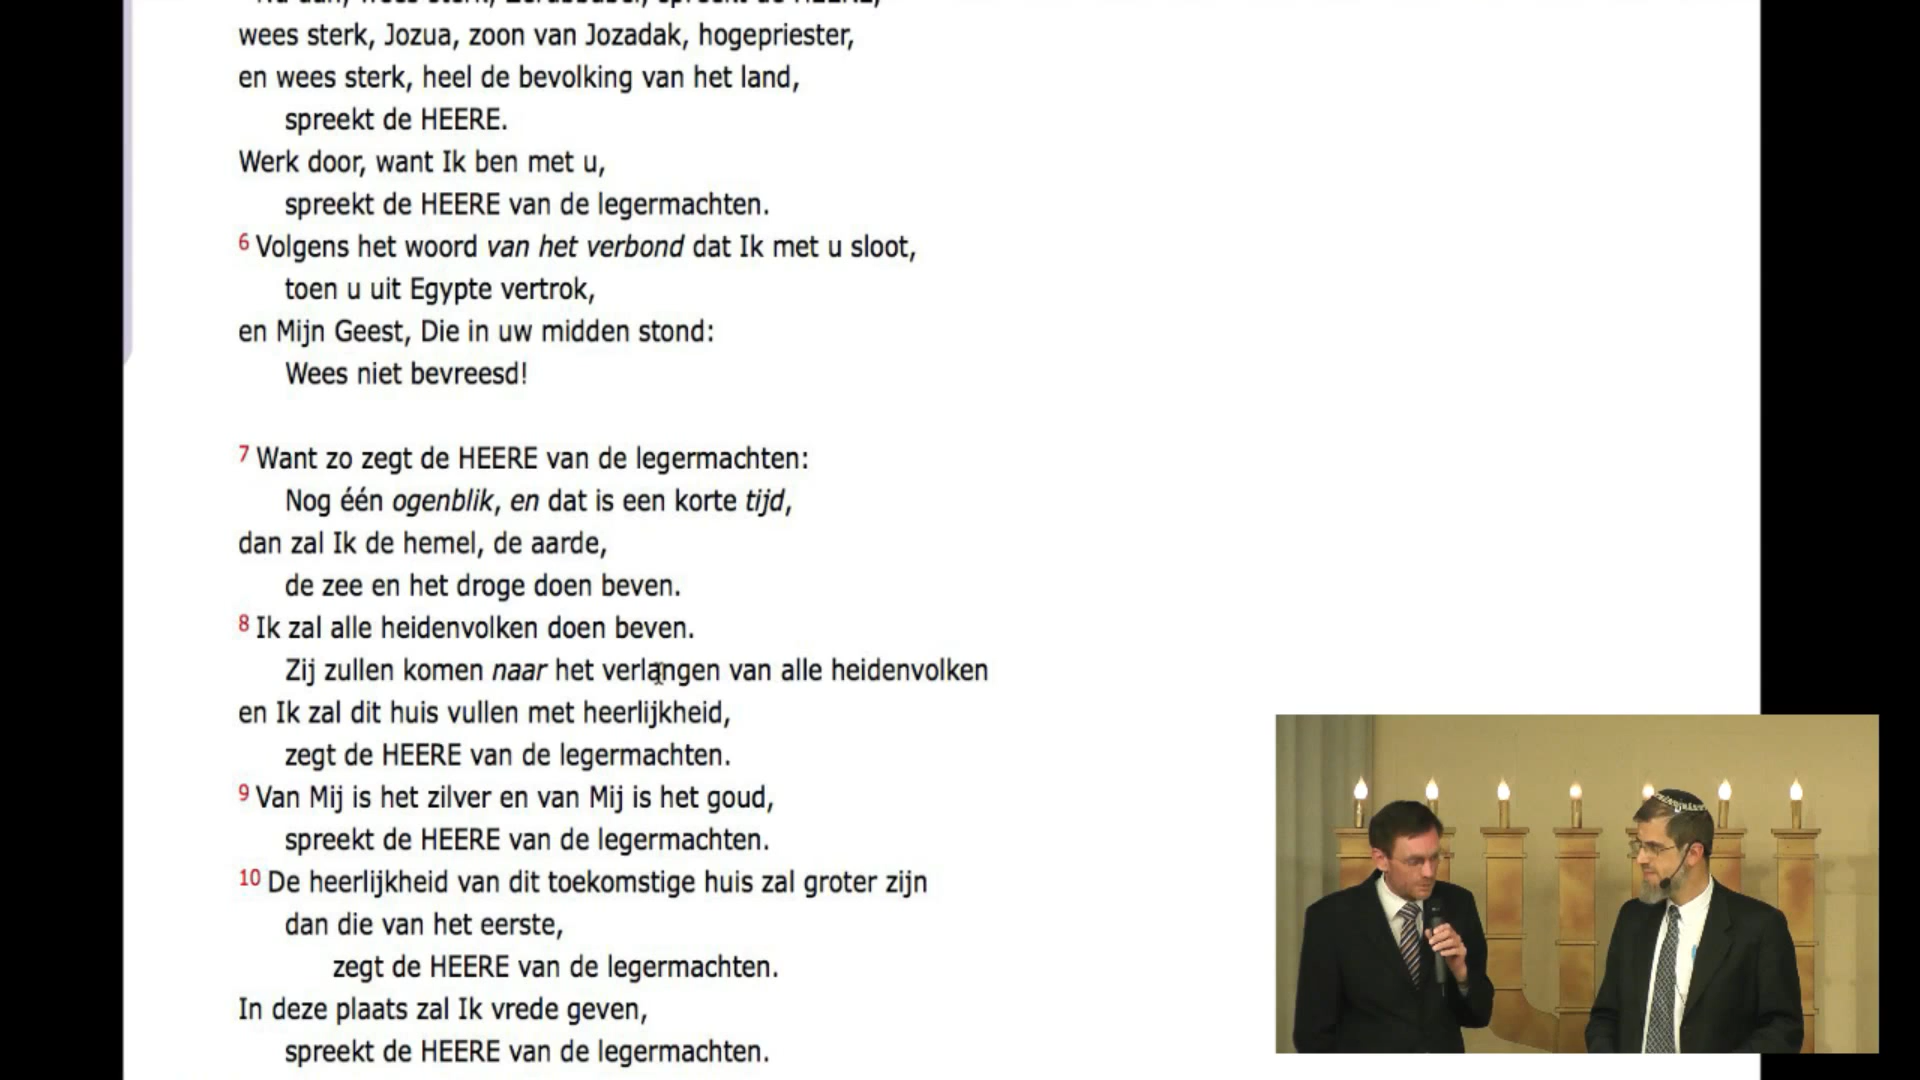 Nu dan, wees sterk, Zerubbabel, spreekt de HEERE,
wees sterk, Jozua, zoon van Jozadak, hogepriester,
en wees sterk, heel de bevolking van het land,
spreekt de HEERE.
Werk door, want Ik ben met u,
spreekt de HEERE van de legermachten.
6 Volgens het woord van het verbond dat Ik met u sloot,
toen u uit Egypte vertrok,
en Mijn Geest, Die in uw midden stond:
Wees niet bevreesd!
7 Want zo zegt de HEERE van de legermachten:
Nog één ogenblik, en dat is een korte tijd,
dan zal Ik de hemel, de aarde,
de zee en het droge doen beven.
8 Ik zal alle heidenvolken doen beven.
Zij zullen komen naar het verlangen van alle heidenvolken
en Ik zal dit huis vullen met heerlijkheid,
zegt de HEERE van de legermachten.
9 Van Mij is het zilver en van Mij is het goud,
spreekt de HEERE van de legermachten.
10 De heerlijkheid van dit toekomstige huis zal groter zijn
dan die van het eerste,
zegt de HEERE van de legermachten.
In deze plaats zal Ik vrede geven,
spreekt de HEERE van de legermachten.